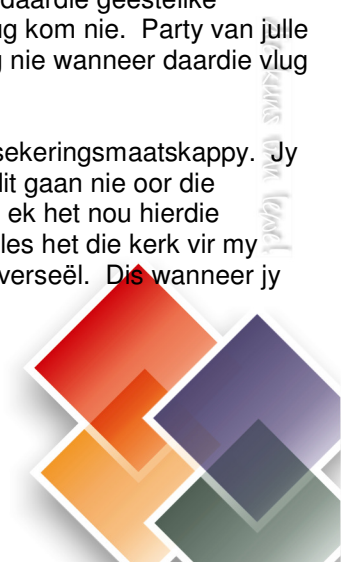 daardie geestelike
ug kom nie. Party van julle
g nie wanneer daardie vlug
sekeringsmaatskappy. Jy
dit gaan nie oor die
ek het nou hierdie
les het die kerk vir my
verseël. Dis wanneer jy